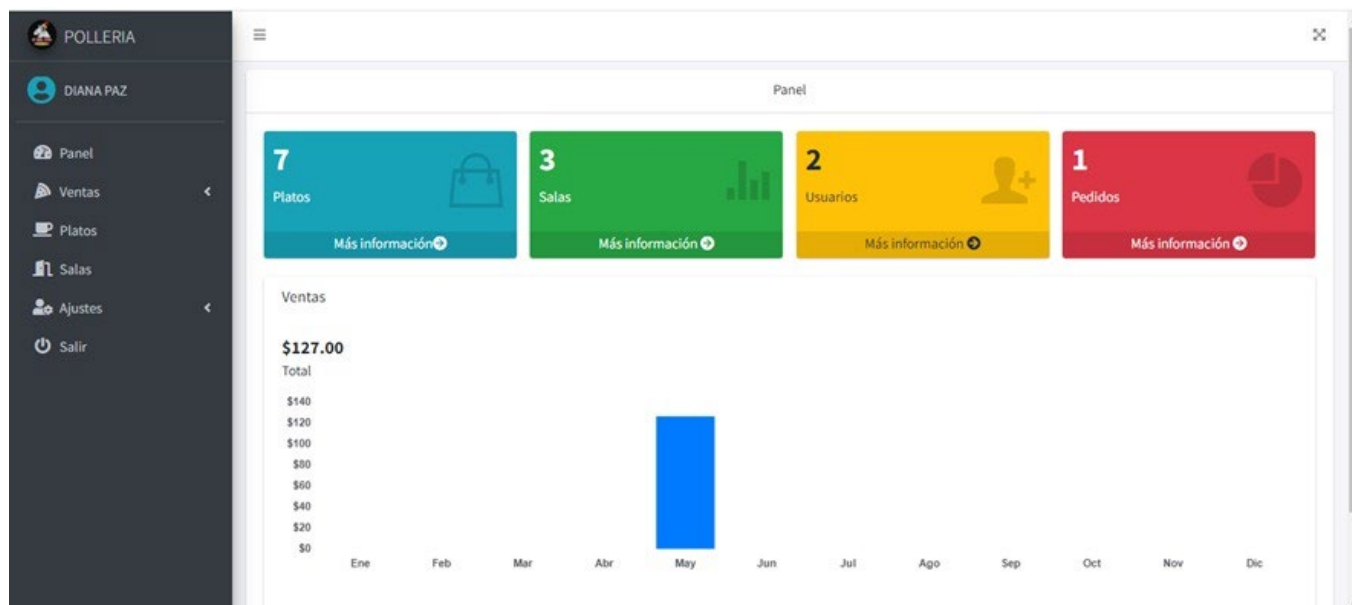 POLLERIA
DIANA PAZ
Panel
Ventas
Platos
Salas
Ajustes
Salir
Panel
7
Platos
Más información
3
Salas
Más información
2
Usuarios
Más información
1
Pedidos
Más información
Ventas
$127.00
Total
$140
$120
$100
$80
$60
$40
$20
$0
Ene Feb Mar Abr May Jun Jul Ago Sep Oct Nov Dic